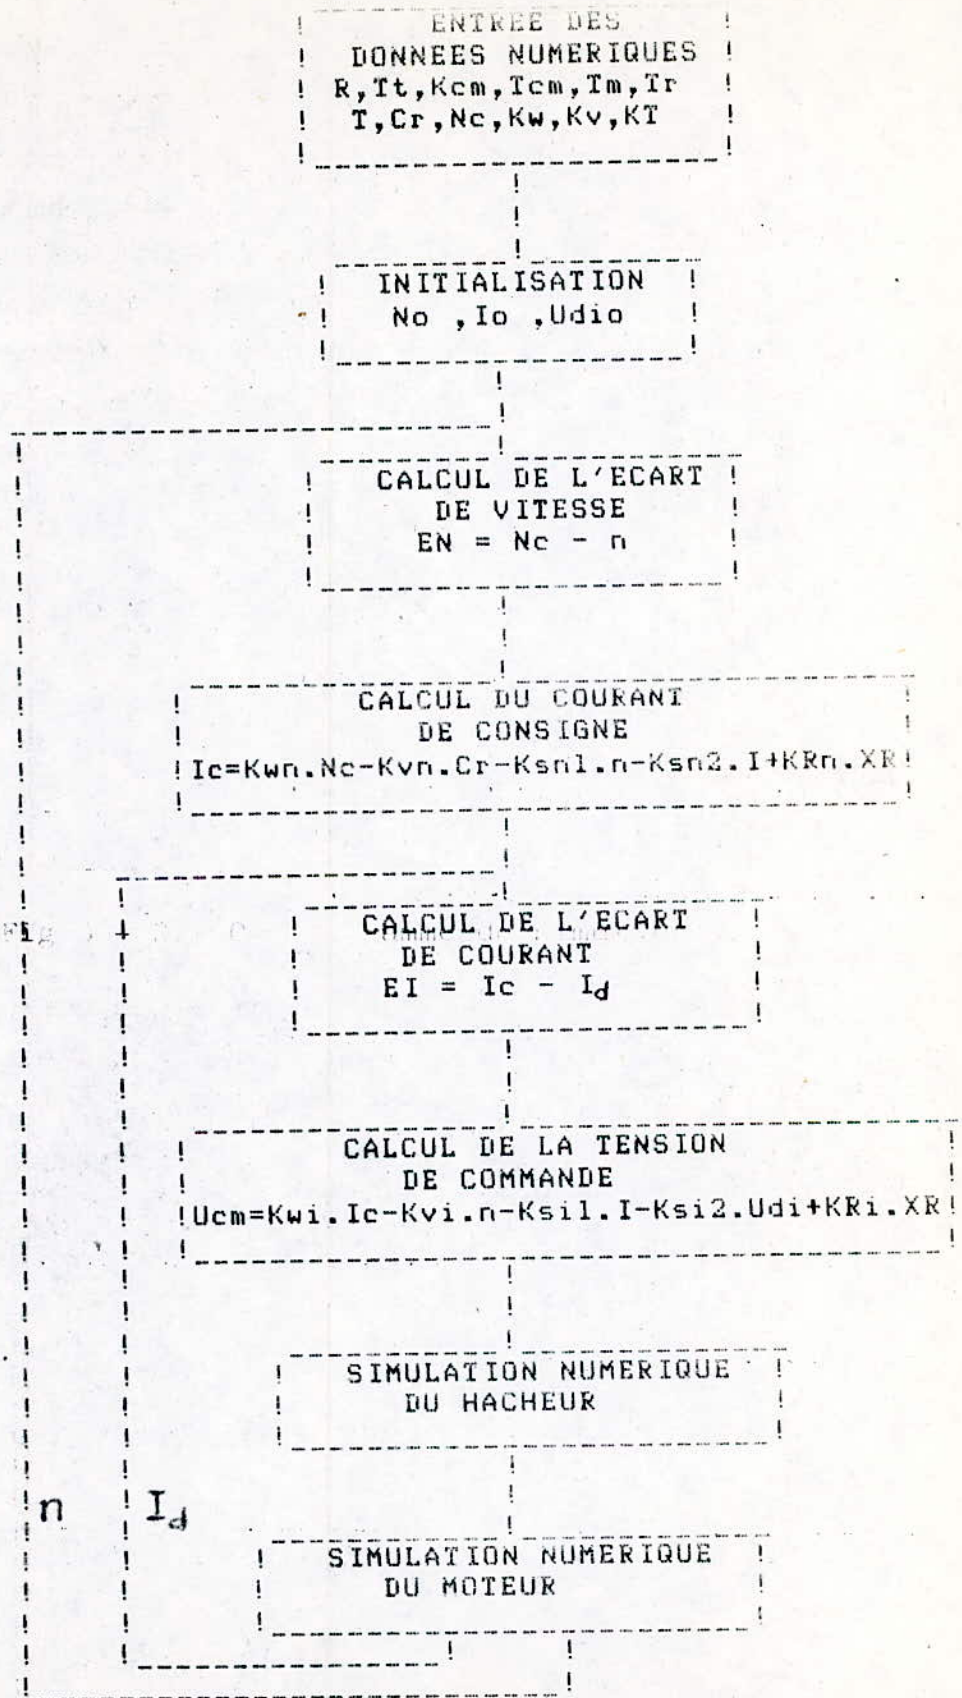 ENTREE DES
DONNEES NUMERIQUES
R,Tt,Kcm,Tcm,Tm,Tr
T,Cr,Nc,Kw,Kv,KT
INITIALISATION
No ,Io ,Udio
CALCUL DE L'ECART
DE VITESSE
EN = Nc - n
CALCUL DU COURANT
DE CONSIGNE
Ic=Kwn.Nc-Kvn.Cr-Ksn1.n-Ksn2.I+KRn.XR
CALCUL DE L'ECART
DE COURANT
EI = Ic - Id
CALCUL DE LA TENSION
DE COMMANDE
Ucm=Kwi.Ic-Kvi.n-Ksi1.I-Ksi2.Udi+KRi.XR
SIMULATION NUMERIQUE
DU HACHEUR
n
Id
SIMULATION NUMERIQUE
DU MOTEUR